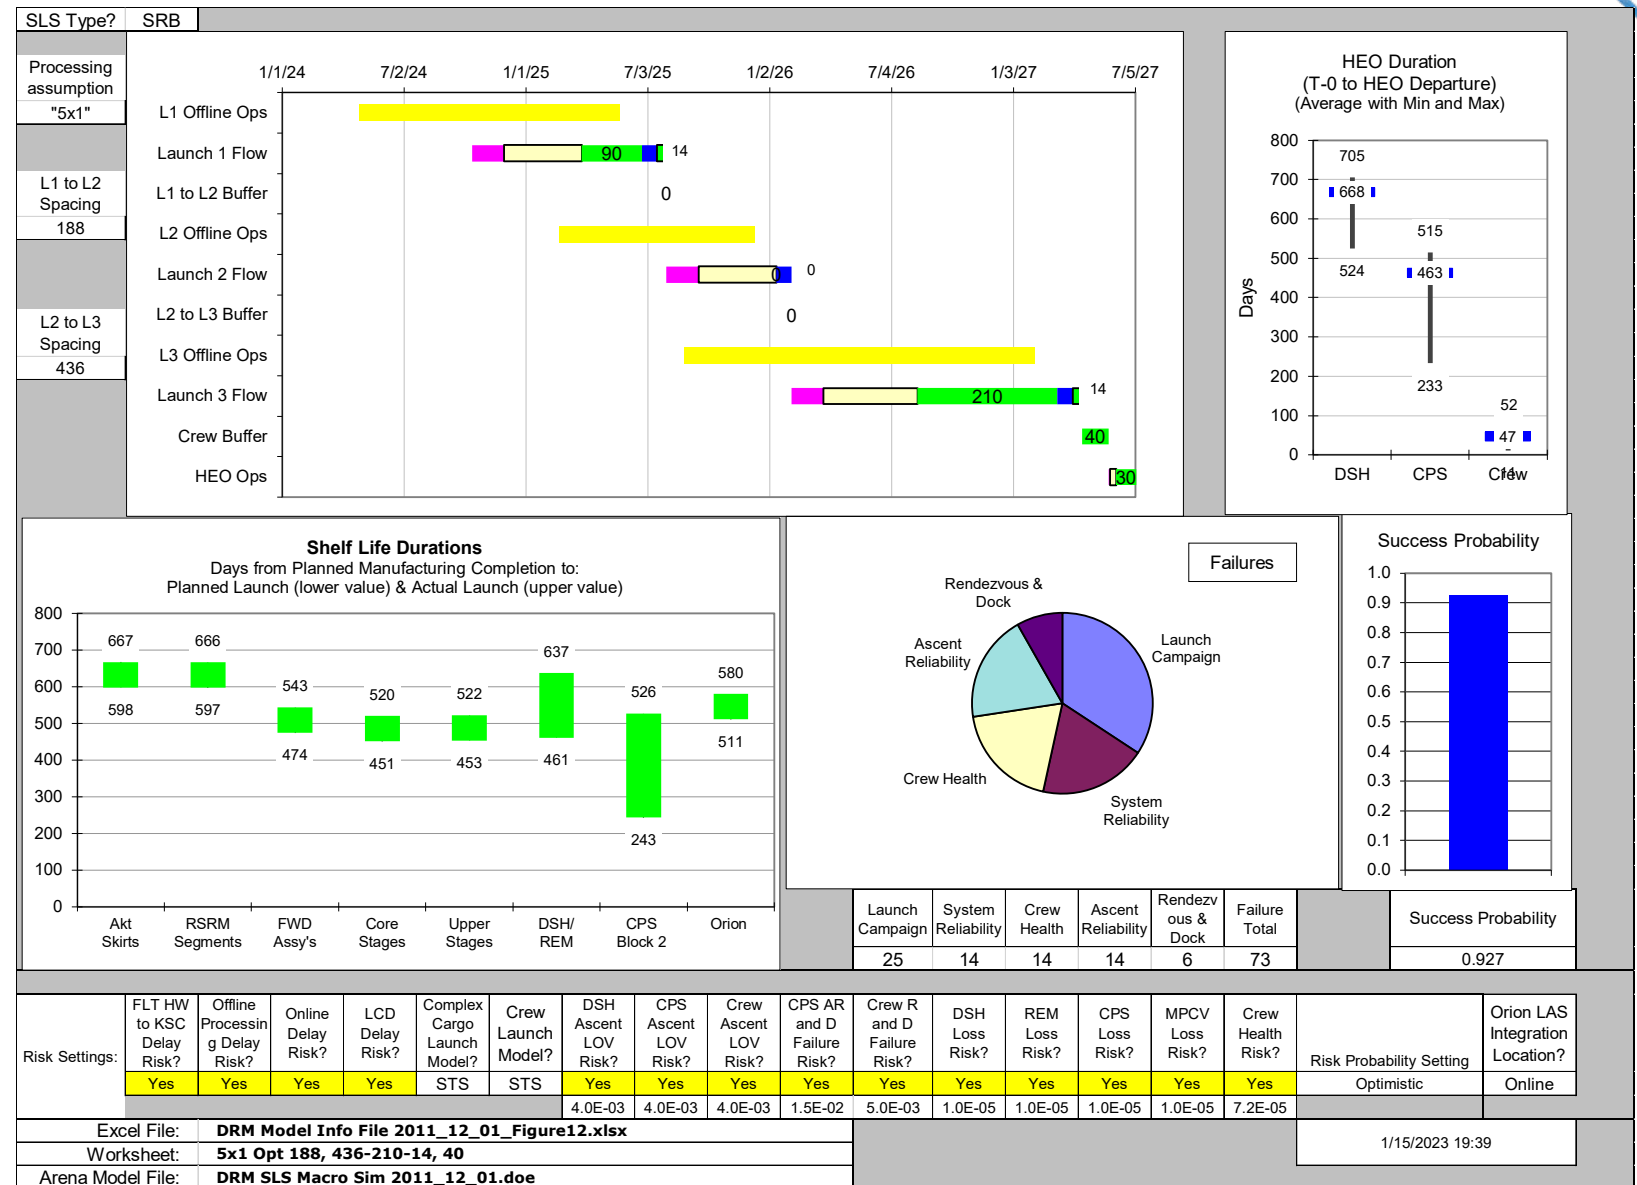 SLS Type? SRB
Processing
assumption
"5x1"
L1 to L2
Spacing
188
L2 to L3
Spacing
436
1/1/24 7/2/24 1/1/25 7/3/25 1/2/26 7/4/26 1/3/27 7/5/27
L1 Offline Ops
Launch 1 Flow 90 14
L1 to L2 Buffer 0
L2 Offline Ops
Launch 2 Flow 0 0
L2 to L3 Buffer 0
L3 Offline Ops
Launch 3 Flow 210 14
Crew Buffer 40
HEO Ops 30
HEO Duration
(T-0 to HEO Departure)
(Average with Min and Max)
Days
800
700
600
500
400
300
200
100
0
705
668
524
515
463
233
52
47
14
DSH CPS Crew
Shelf Life Durations
Days from Planned Manufacturing Completion to:
Planned Launch (lower value) & Actual Launch (upper value)
800
700
600
500
400
300
200
100
0
667 666 543 520 522 637 526 580
598 597 474 451 453 461 243 511
Akt
Skirts
RSRM
Segments
FWD
Assy's
Core
Stages
Upper
Stages
DSH/
REM
CPS
Block 2
Orion
Failures
Rendezvous &
Dock
Launch
Campaign
Ascent
Reliability
Crew Health
System
Reliability
Success Probability
1.0
0.9
0.8
0.7
0.6
0.5
0.4
0.3
0.2
0.1
0.0
Launch
Campaign
System
Reliability
Crew
Health
Ascent
Reliability
Rendezv
ous &
Dock
Failure
Total
25 14 14 14 6 73
Success Probability
0.927
Risk Settings:
FLT HW
to KSC
Delay
Risk?
Offline
Processin
g Delay
Risk?
Online
Delay
Risk?
LCD
Delay
Risk?
Complex
Cargo
Launch
Model?
Crew
Launch
Model?
DSH
Ascent
LOV
Risk?
CPS
Ascent
LOV
Risk?
Crew
Ascent
LOV
Risk?
CPS AR
and D
Failure
Risk?
Crew R
and D
Failure
Risk?
DSH
Loss
Risk?
REM
Loss
Risk?
CPS
Loss
Risk?
MPCV
Loss
Risk?
Crew
Health
Risk?
Risk Probability Setting
Orion LAS
Integration
Location?
Yes Yes Yes Yes STS STS Yes Yes Yes Yes Yes Yes Yes Yes Yes Yes Optimistic Online
4.0E-03 4.0E-03 4.0E-03 1.5E-02 5.0E-03 1.0E-05 1.0E-05 1.0E-05 1.0E-05 7.2E-05
Excel File: DRM Model Info File 2011_12_01_Figure12.xlsx
Worksheet: 5x1 Opt 188, 436-210-14, 40
Arena Model File: DRM SLS Macro Sim 2011_12_01.doe
1/15/2023 19:39